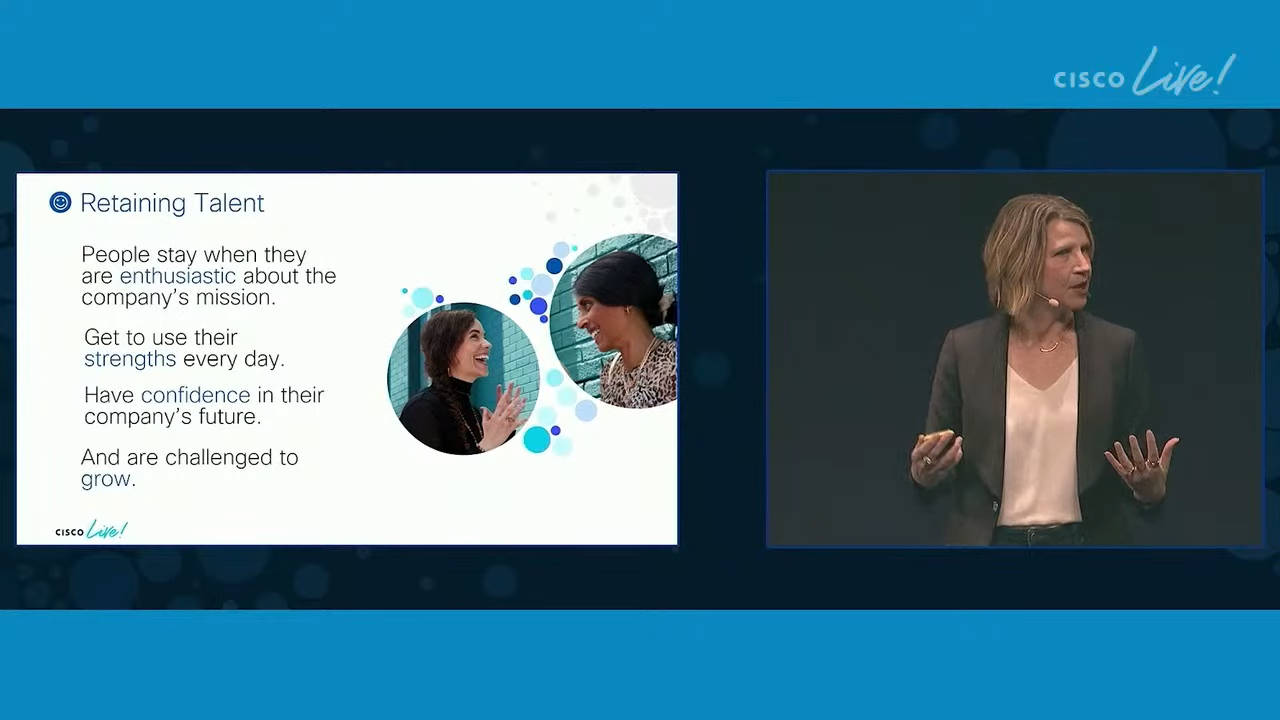 CISCO Live!
Retaining Talent
People stay when they
are enthusiastic about the
company's mission.
Get to use their
strengths every day.
Have confidence in their
company's future.
And are challenged to
grow.
CISCO Live!